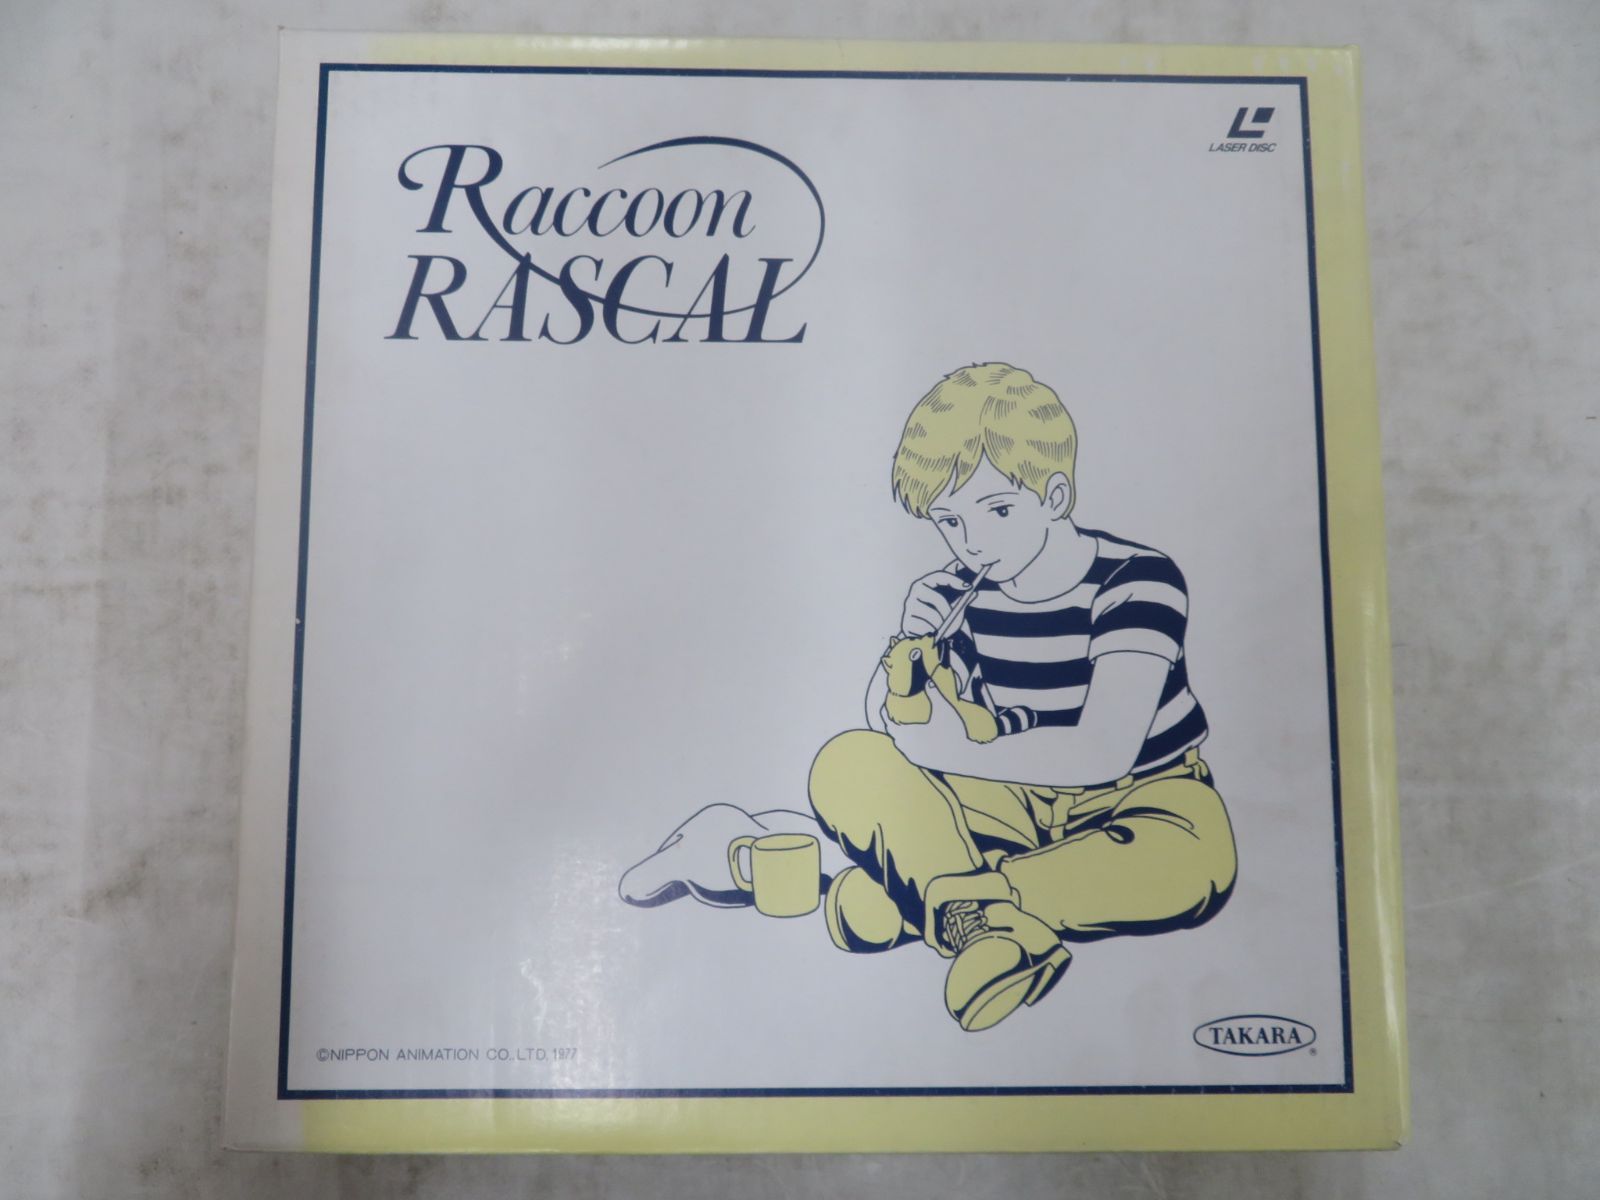 Raccoon
RASCAL
LASER DISC
©NIPPON ANIMATION CO.,LTD, 1977
TAKARA
®